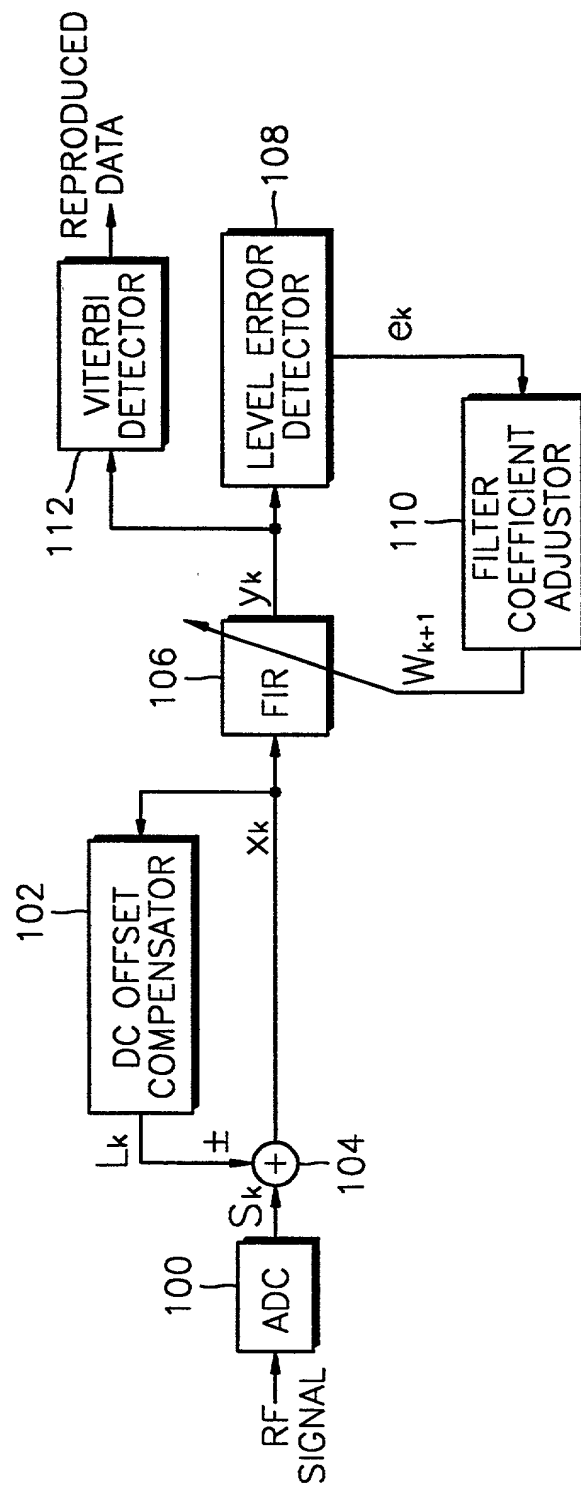 RF
SIGNAL
100
ADC
Sk
104
+
±
Lk
102
DC OFFSET
COMPENSATOR
xk
106
FIR
yk
Wk+1
112
VITERBI
DETECTOR
REPRODUCED
DATA
108
LEVEL ERROR
DETECTOR
ek
110
FILTER
COEFFICIENT
ADJUSTOR